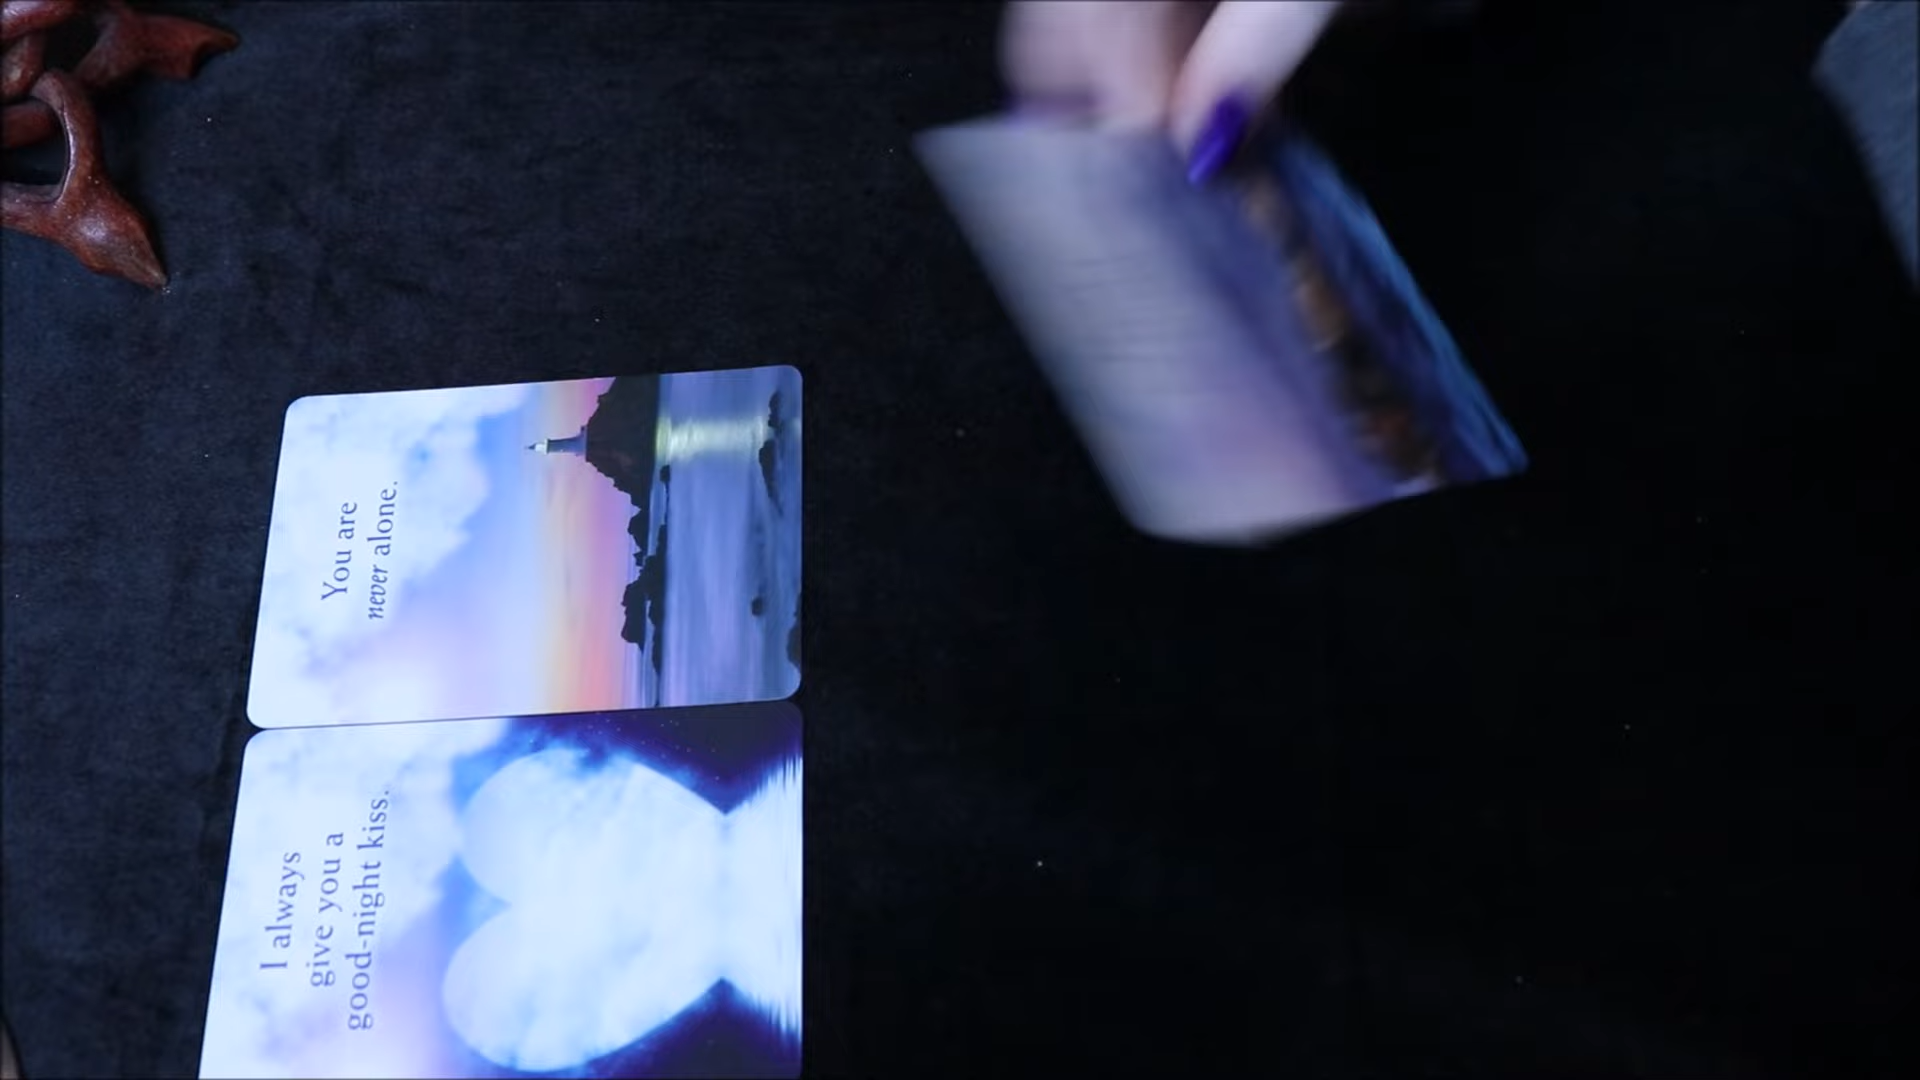 You are
never alone.
I always
give you a
good-night kiss.